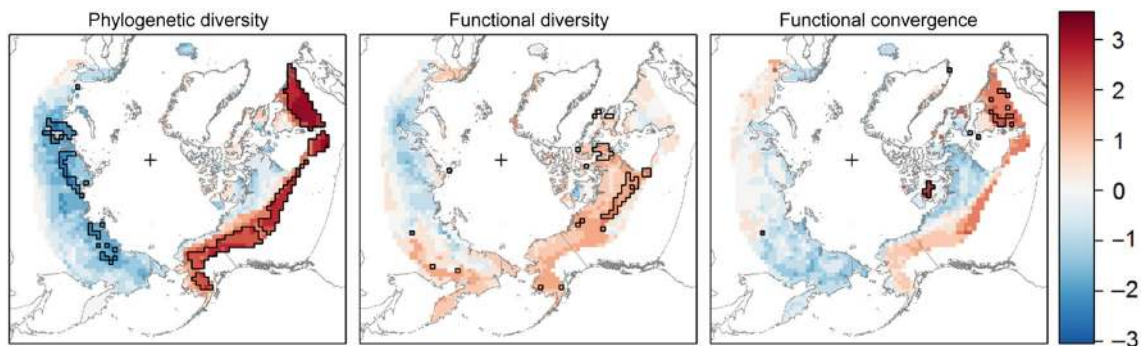 Phylogenetic diversity
Functional diversity
Functional convergence
3
2
1
0
−1
−2
−3